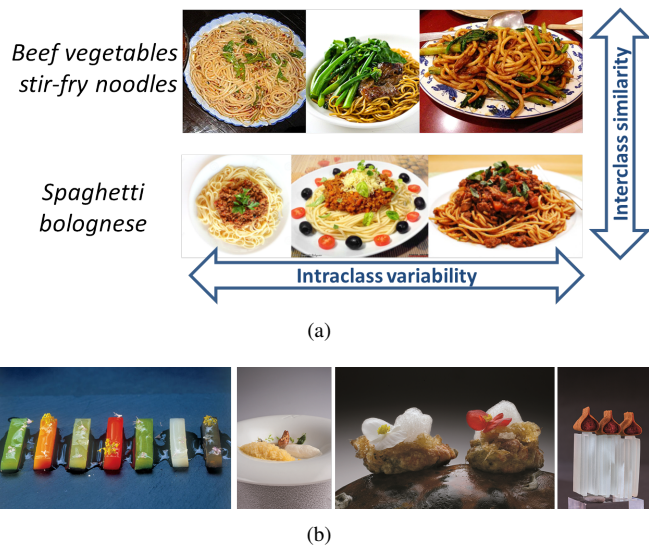 Beef vegetables
stir-fry noodles
Spaghetti
bolognese
Interclass similarity
Intraclass variability
(a)
(b)